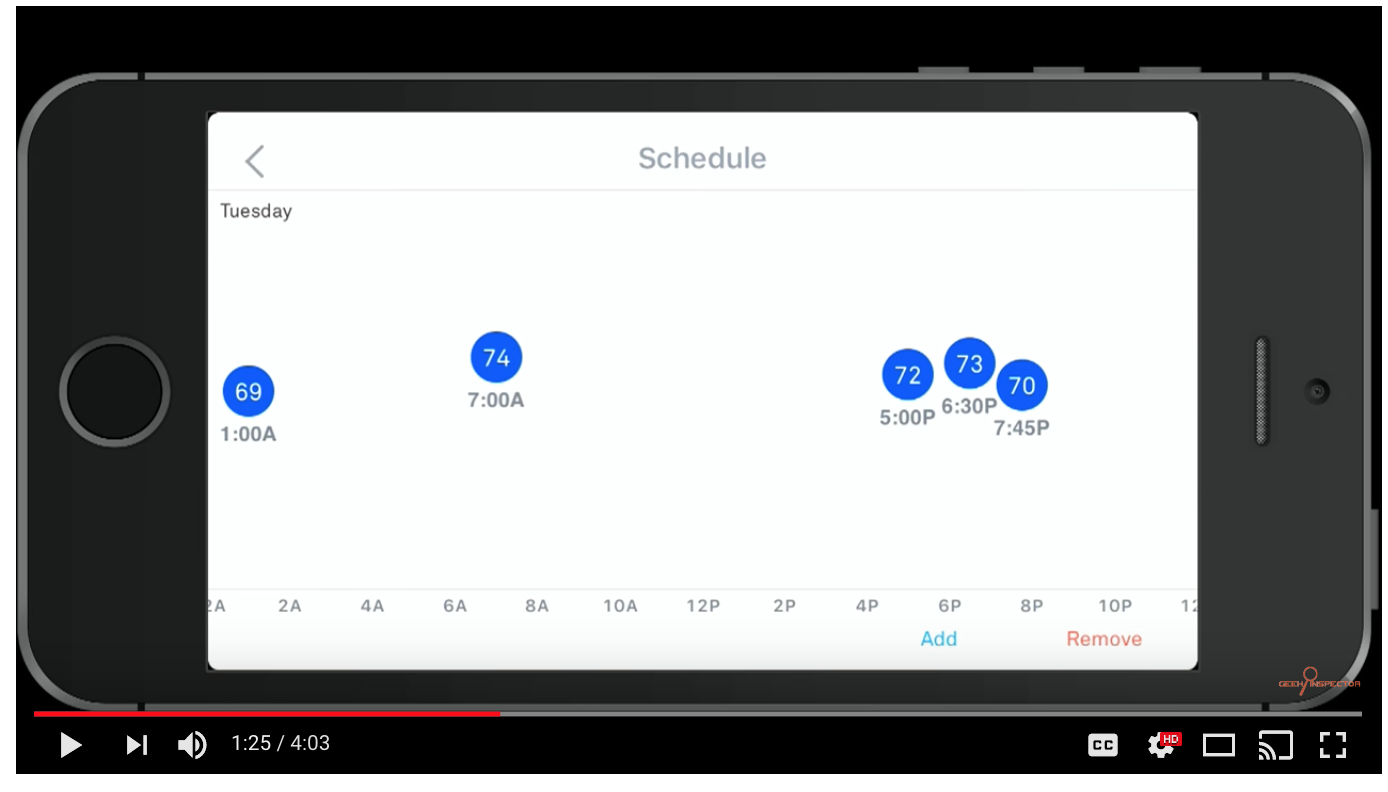 Schedule
Tuesday
69
1:00A
74
7:00A
72
5:00P
73
6:30P
70
7:45P
2A 2A 4A 6A 8A 10A 12P 2P 4P 6P 8P 10P 12
Add Remove
GEEK INSPECTOR
1:25 / 4:03
CC HD